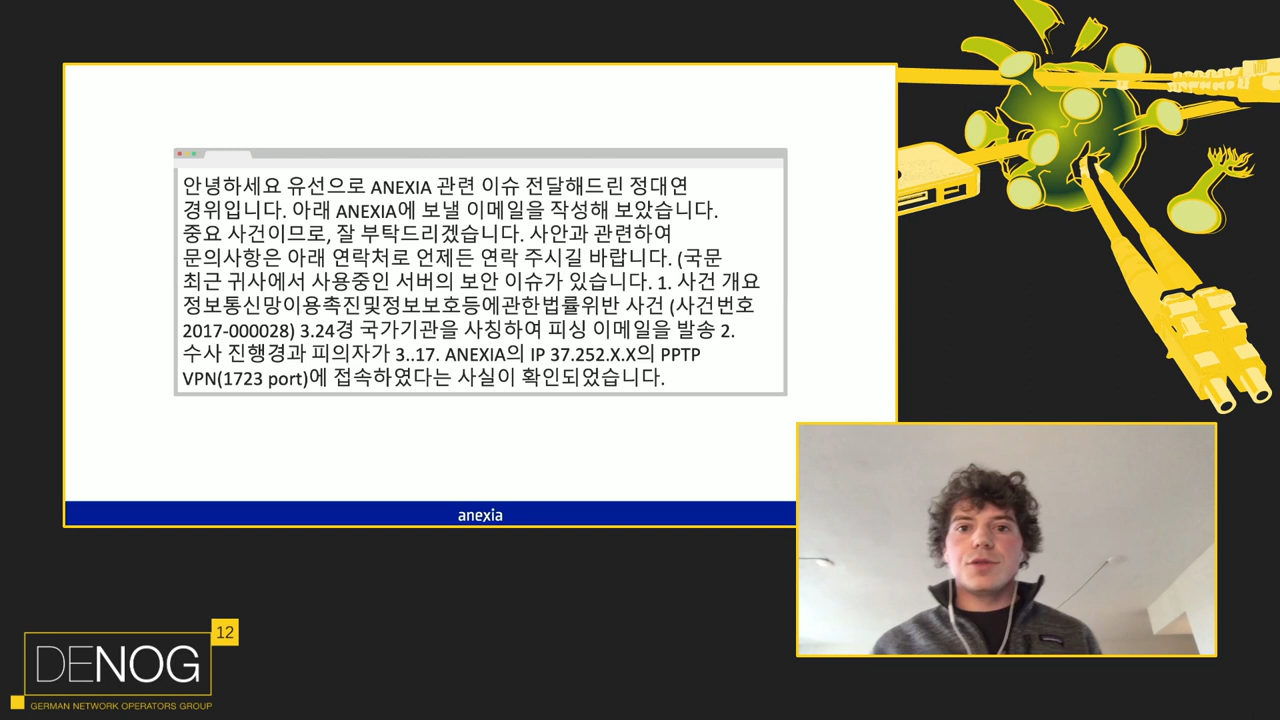 안녕하세요 유선으로 ANEXIA 관련 이슈 전달해드린 정대연
경위입니다. 아래 ANEXIA에 보낼 이메일을 작성해 보았습니다.
중요 사건이므로, 잘 부탁드리겠습니다. 사안과 관련하여
문의사항은 아래 연락처로 언제든 연락 주시길 바랍니다. (국문
최근 귀사에서 사용중인 서버의 보안 이슈가 있습니다. 1. 사건 개요
정보통신망이용촉진및정보보호등에관한법률위반 사건 (사건번호
2017-000028) 3.24경 국가기관을 사칭하여 피싱 이메일을 발송 2.
수사 진행경과 피의자가 3..17. ANEXIA의 IP 37.252.X.X의 PPTP
VPN(1723 port)에 접속하였다는 사실이 확인되었습니다.
anexia
12
DENOG
GERMAN NETWORK OPERATORS GROUP